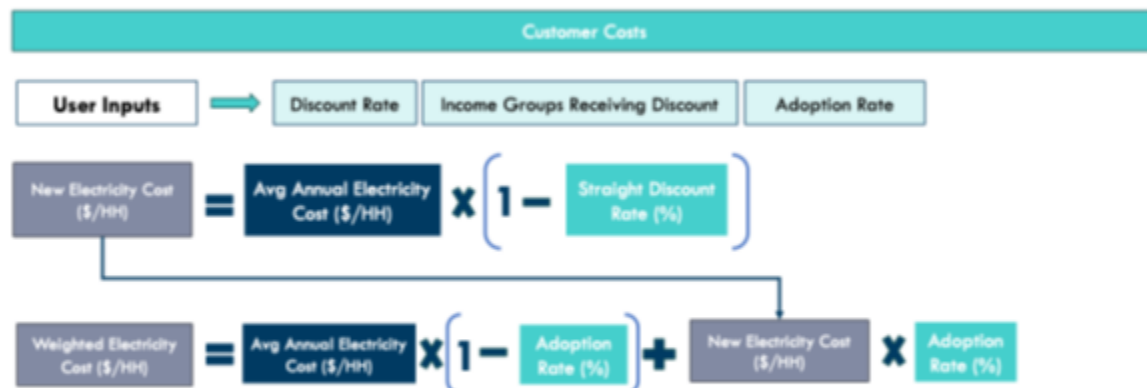 Customer Costs
User Inputs Discount Rate Income Groups Receiving Discount Adoption Rate
New Electricity Cost ($/HH) = Avg Annual Electricity Cost ($/HH) X (1 - Straight Discount Rate (%))
Weighted Electricity Cost ($/HH) = Avg Annual Electricity Cost ($/HH) X (1 - Adoption Rate (%)) + New Electricity Cost ($/HH) X Adoption Rate (%)